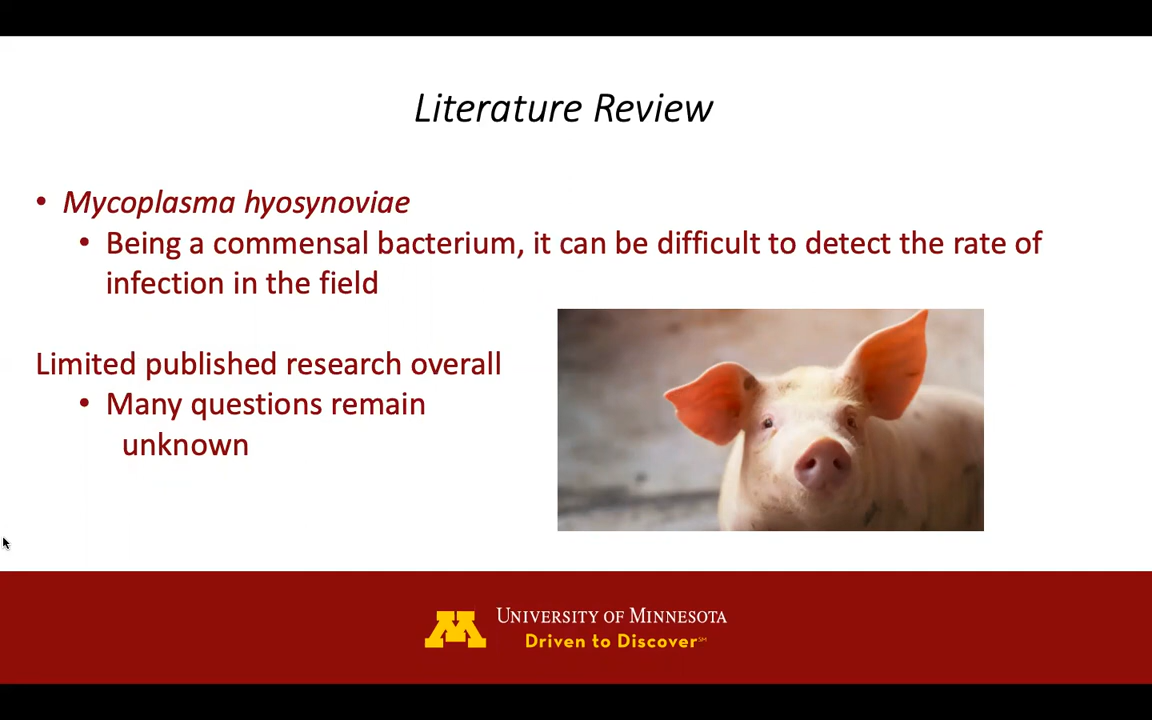 Literature Review
• Mycoplasma hyosynoviae
• Being a commensal bacterium, it can be difficult to detect the rate of
infection in the field
Limited published research overall
• Many questions remain
unknown
M UNIVERSITY OF MINNESOTA
Driven to Discover℠